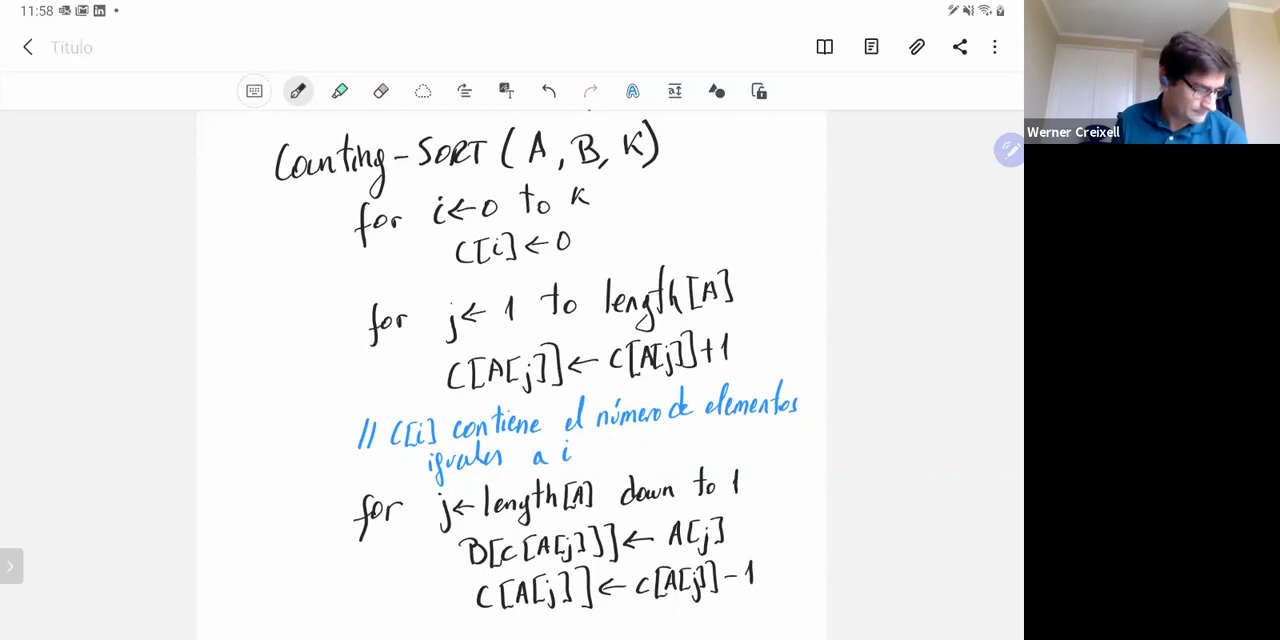 11:58
Título
Werner Creixell
Counting-SORT (A, B, K)
for i←0 to K
C[i]←0
for j←1 to length[A]
C[A[j]]←C[A[j]]+1
// C[i] contiene el número de elementos
iguales a i
for j←length[A] down to 1
B[C[A[j]]]←A[j]
C[A[j]]←C[A[j]]-1